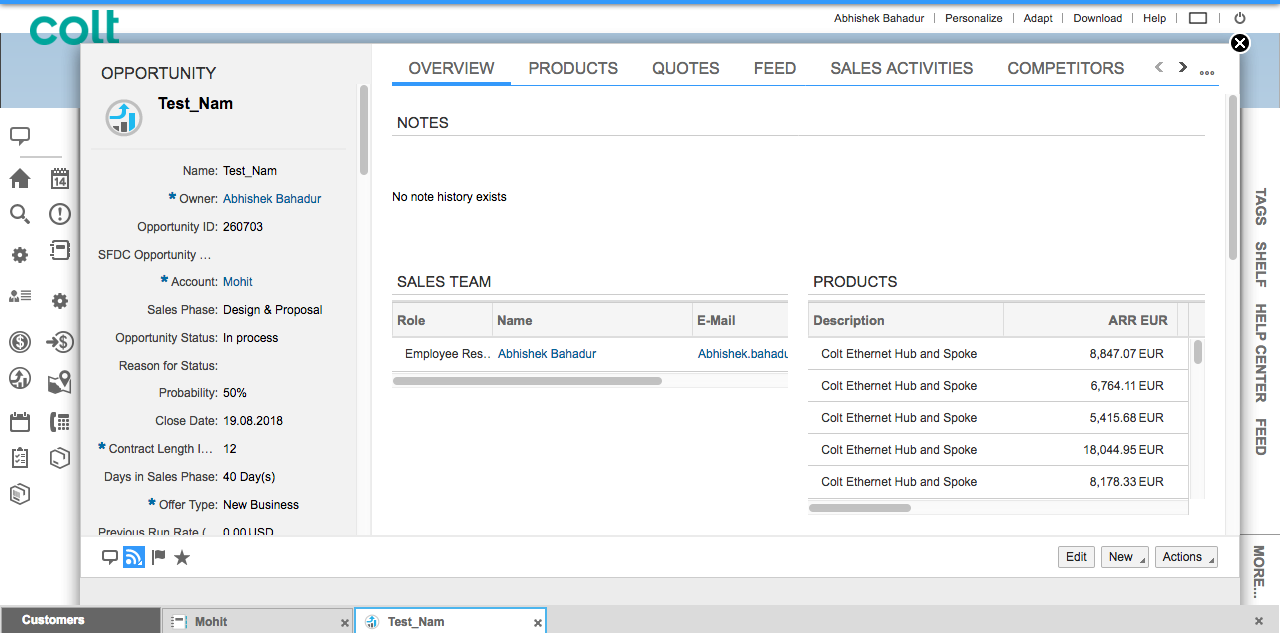 colt
Abhishek Bahadur | Personalize | Adapt | Download | Help
OPPORTUNITY
Test_Nam
Name: Test_Nam
* Owner: Abhishek Bahadur
Opportunity ID: 260703
SFDC Opportunity ...
* Account: Mohit
Sales Phase: Design & Proposal
Opportunity Status: In process
Reason for Status:
Probability: 50%
Close Date: 19.08.2018
* Contract Length I... 12
Days in Sales Phase: 40 Day(s)
* Offer Type: New Business
Previous Run Rate (... 0.00 USD
OVERVIEW PRODUCTS QUOTES FEED SALES ACTIVITIES COMPETITORS
NOTES
No note history exists
SALES TEAM
Role Name E-Mail
Employee Res.. Abhishek Bahadur Abhishek.bahadu
PRODUCTS
Description ARR EUR
Colt Ethernet Hub and Spoke 8,847.07 EUR
Colt Ethernet Hub and Spoke 6,764.11 EUR
Colt Ethernet Hub and Spoke 5,415.68 EUR
Colt Ethernet Hub and Spoke 18,044.95 EUR
Colt Ethernet Hub and Spoke 8,178.33 EUR
Edit New Actions
14
TAGS
SHELF
HELP CENTER
FEED
MORE...
Customers Mohit Test_Nam